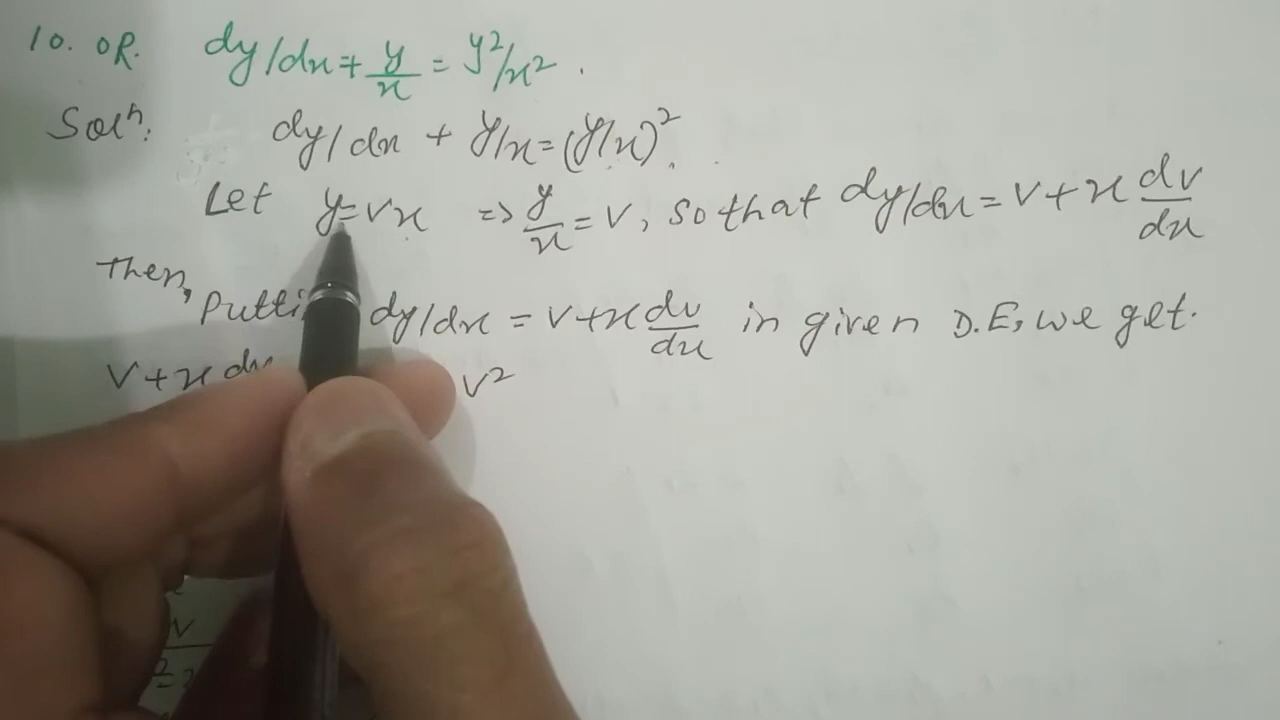 10. OR. dy/dx + y/x = y²/x² .
Solⁿ.
dy/dx + y/x = (y/x)².
Let y = vx => y/x = v, so that dy/dx = v + x dv/dx
Then,
dy/dx = v + x dv/dx in given D.E, we get.
v + x v²
v